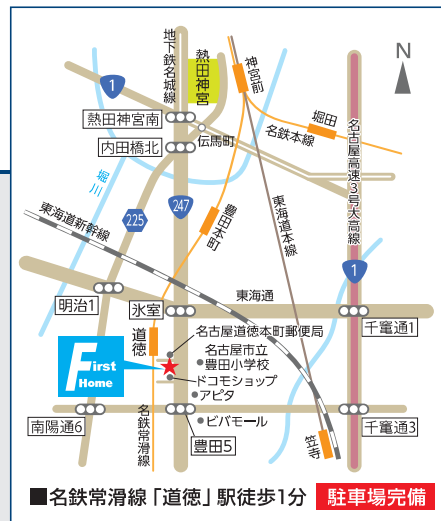 地下鉄名城線
熱田神宮
神宮前
N
1
熱田神宮南
伝馬町
堀田
名鉄本線
内田橋北
堀川
名古屋高速3号大高線
東海道本線
225
247
豊田本町
東海道新幹線
1
明治1
氷室
東海通
千竈通1
道徳
名古屋道徳本町郵便局
名古屋市立
豊田小学校
First
Home
ドコモショップ
アピタ
名鉄常滑線
南陽通6
豊田5
ビバモール
笠寺
千竈通3
■名鉄常滑線「道徳」駅徒歩1分
駐車場完備